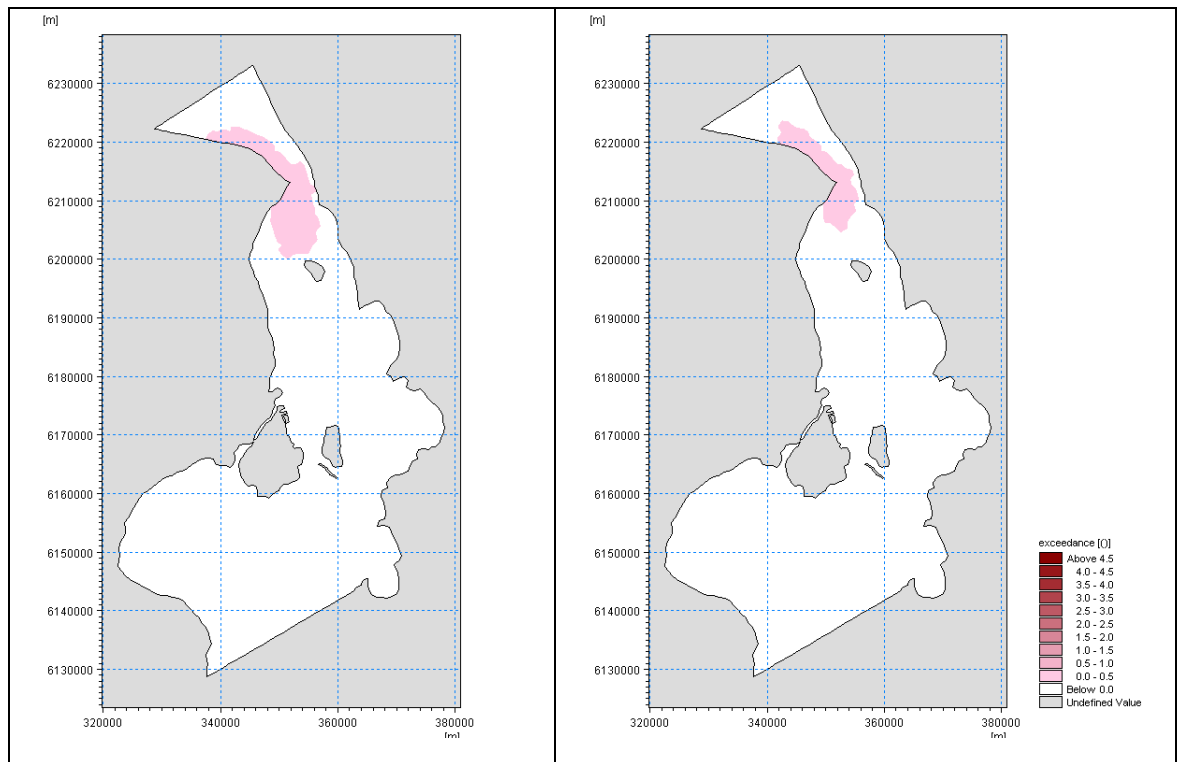 [m]
6230000
6220000
6210000
6200000
6190000
6180000
6170000
6160000
6150000
6140000
6130000
320000 340000 360000 380000
[m]
[m]
6230000
6220000
6210000
6200000
6190000
6180000
6170000
6160000
6150000
6140000
6130000
320000 340000 360000 380000
[m]
exceedance [()]
Above 4.5
4.0 - 4.5
3.5 - 4.0
3.0 - 3.5
2.5 - 3.0
2.0 - 2.5
1.5 - 2.0
1.0 - 1.5
0.5 - 1.0
0.0 - 0.5
Below 0.0
Undefined Value